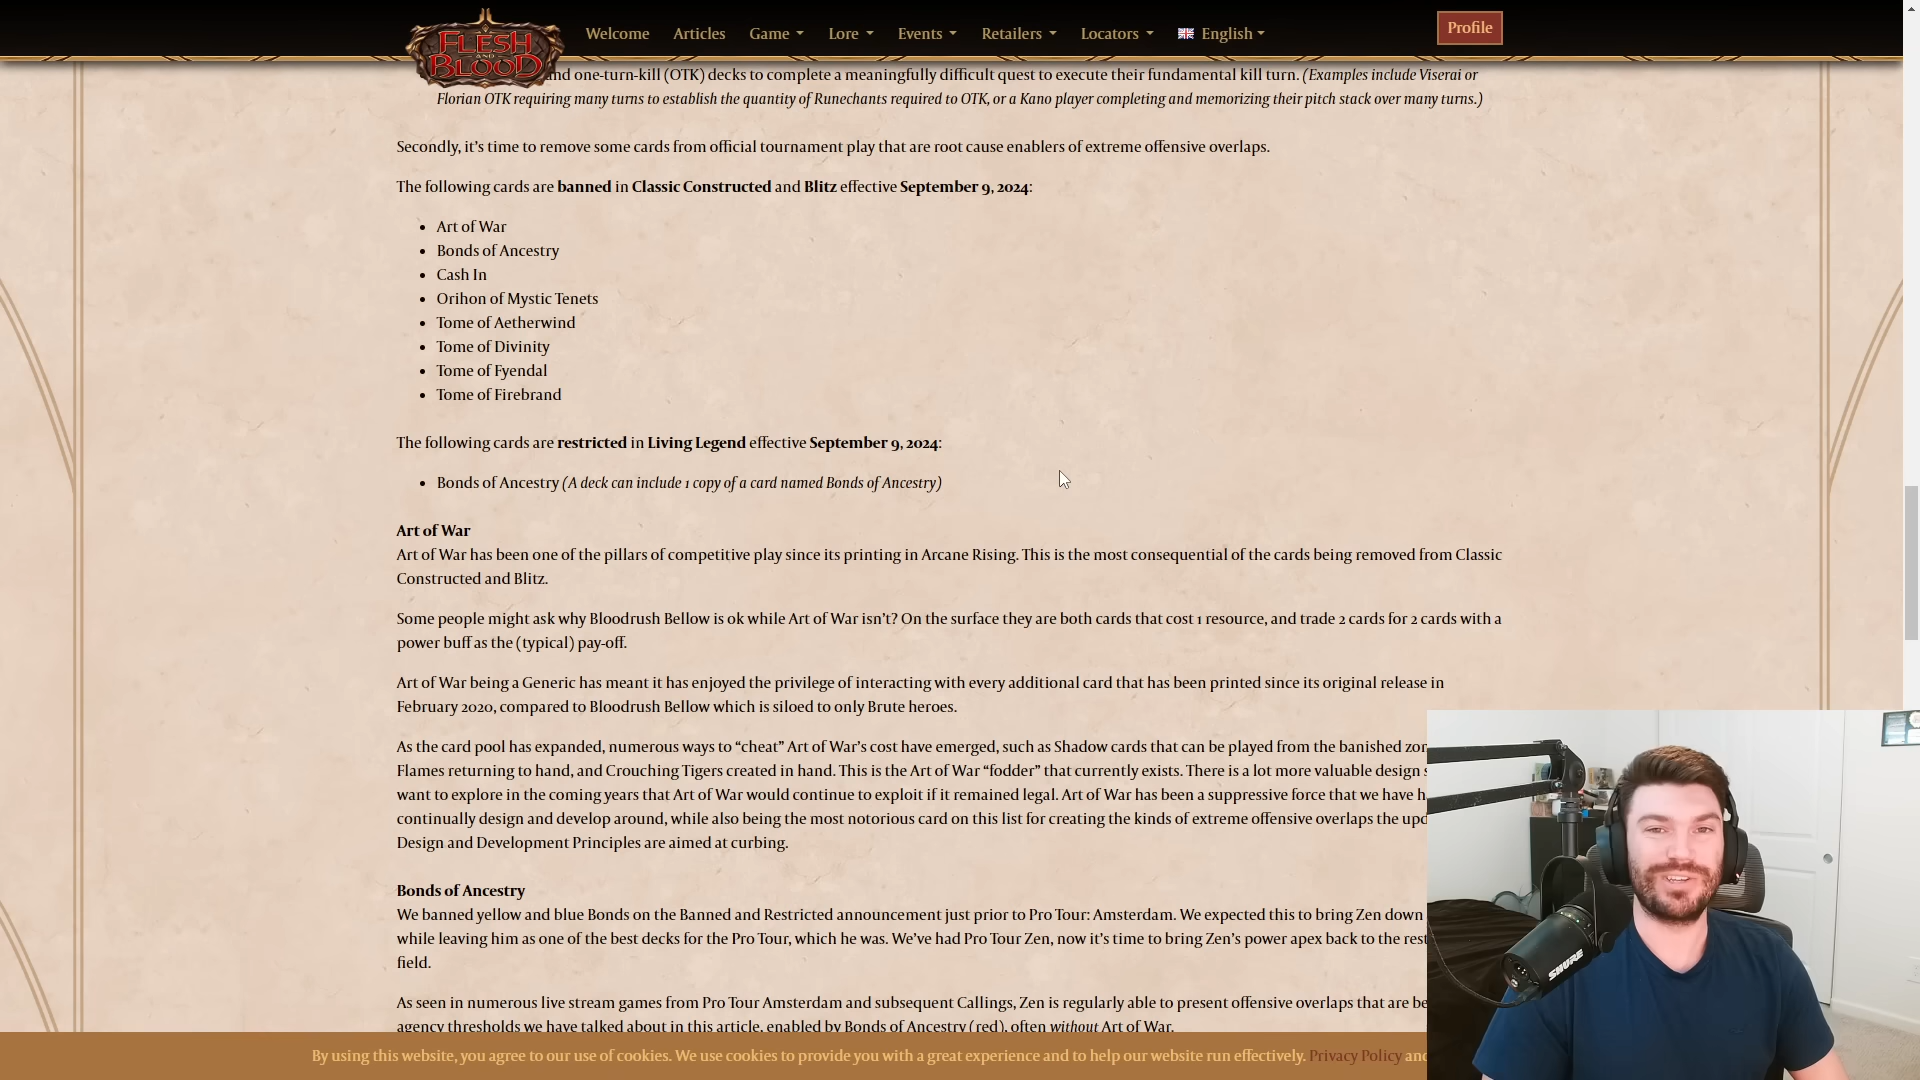 FLESH
AND
BLOOD
Welcome Articles Game Lore Events Retailers Locators English Profile
and one-turn-kill (OTK) decks to complete a meaningfully difficult quest to execute their fundamental kill turn. (Examples include Viserai or
Florian OTK requiring many turns to establish the quantity of Runechants required to OTK, or a Kano player completing and memorizing their pitch stack over many turns.)
Secondly, it's time to remove some cards from official tournament play that are root cause enablers of extreme offensive overlaps.
The following cards are banned in Classic Constructed and Blitz effective September 9, 2024:
• Art of War
• Bonds of Ancestry
• Cash In
• Orihon of Mystic Tenets
• Tome of Aetherwind
• Tome of Divinity
• Tome of Fyendal
• Tome of Firebrand
The following cards are restricted in Living Legend effective September 9, 2024:
• Bonds of Ancestry (A deck can include 1 copy of a card named Bonds of Ancestry)
Art of War
Art of War has been one of the pillars of competitive play since its printing in Arcane Rising. This is the most consequential of the cards being removed from Classic
Constructed and Blitz.
Some people might ask why Bloodrush Bellow is ok while Art of War isn't? On the surface they are both cards that cost 1 resource, and trade 2 cards for 2 cards with a
power buff as the (typical) pay-off.
Art of War being a Generic has meant it has enjoyed the privilege of interacting with every additional card that has been printed since its original release in
February 2020, compared to Bloodrush Bellow which is siloed to only Brute heroes.
As the card pool has expanded, numerous ways to "cheat" Art of War's cost have emerged, such as Shadow cards that can be played from the banished
Flames returning to hand, and Crouching Tigers created in hand. This is the Art of War "fodder" that currently exists. There is a lot more valuable design
want to explore in the coming years that Art of War would continue to exploit if it remained legal. Art of War has been a suppressive force that we have
continually design and develop around, while also being the most notorious card on this list for creating the kinds of extreme offensive overlaps the
Design and Development Principles are aimed at curbing.
Bonds of Ancestry
We banned yellow and blue Bonds on the Banned and Restricted announcement just prior to Pro Tour: Amsterdam. We expected this to bring Zen down
while leaving him as one of the best decks for the Pro Tour, which he was. We've had Pro Tour Zen, now it's time to bring Zen's power apex back to the
field.
As seen in numerous live stream games from Pro Tour Amsterdam and subsequent Callings, Zen is regularly able to present offensive overlaps that are
agency thresholds we have talked about in this article, enabled by Bonds of Ancestry (red), often without Art of War.
By using this website, you agree to our use of cookies. We use cookies to provide you with a great experience and to help our website run effectively. Privacy Policy and
SHURE